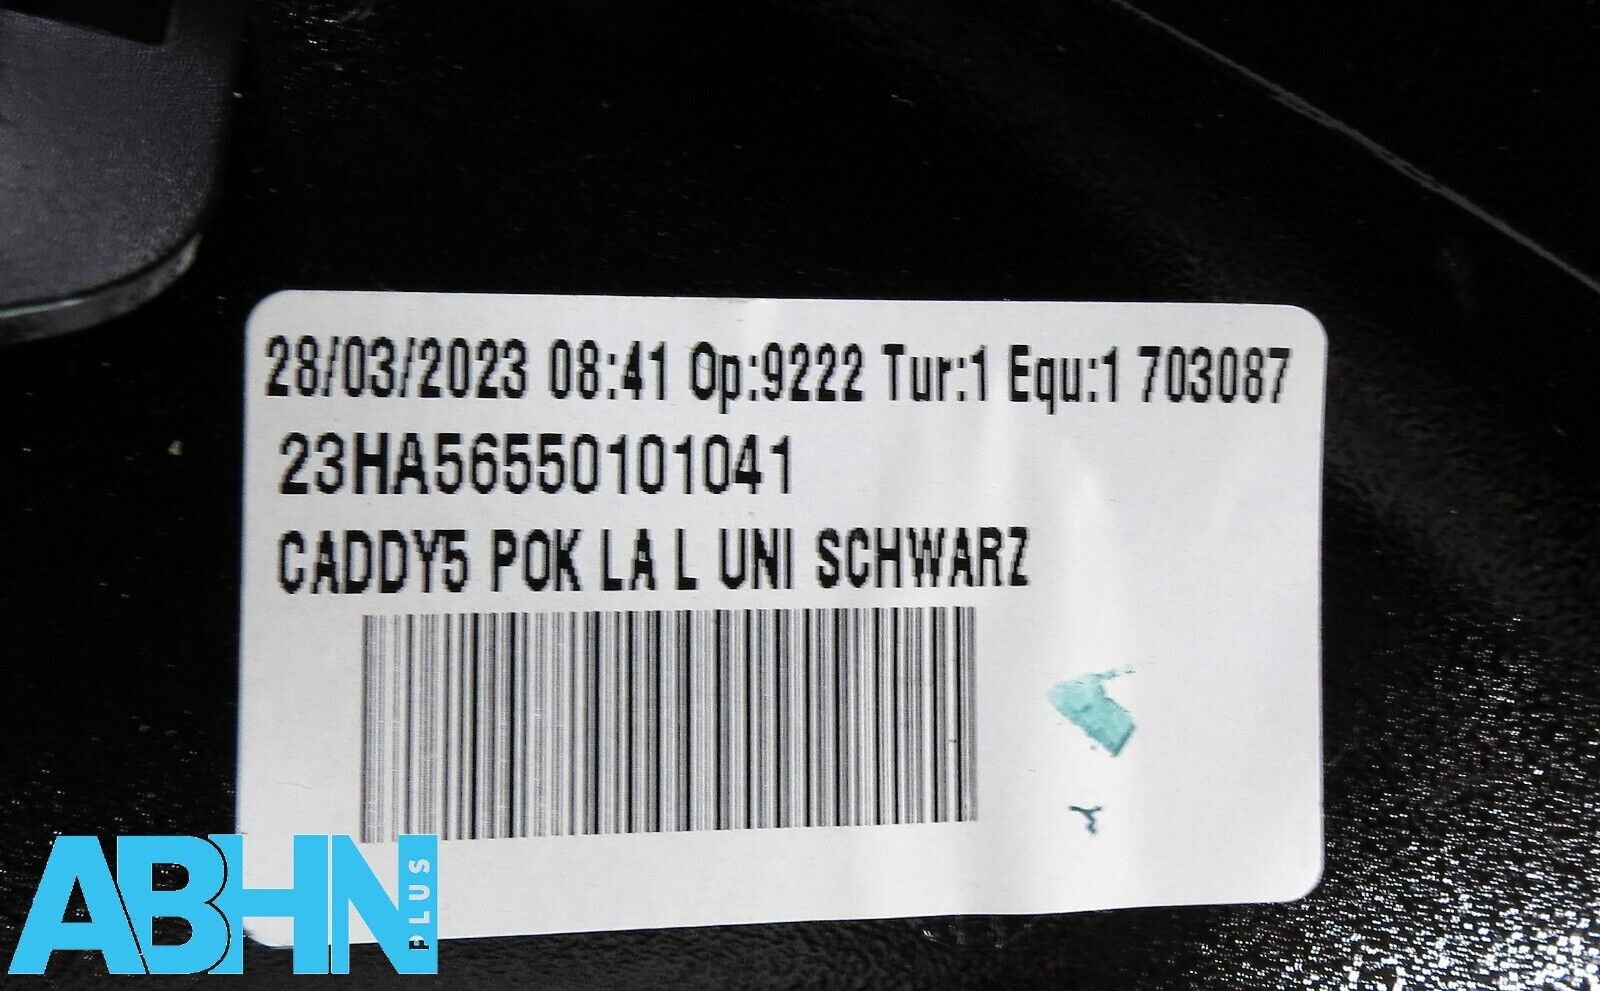 28/03/2023 08:41 Op:9222 Tur:1 Equ:1 703087
23HA56550101041
CADDY5 POK LA L UNI SCHWARZ
ABHN PLUS